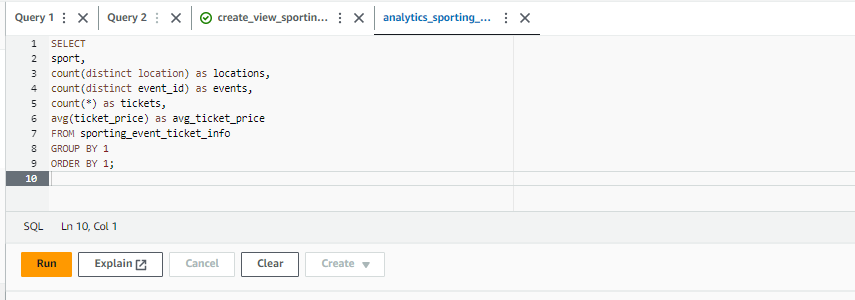 Query 1 Query 2 create_view_sportin... analytics_sporting_...
1 SELECT
2 sport,
3 count(distinct location) as locations,
4 count(distinct event_id) as events,
5 count(*) as tickets,
6 avg(ticket_price) as avg_ticket_price
7 FROM sporting_event_ticket_info
8 GROUP BY 1
9 ORDER BY 1;
10
SQL Ln 10, Col 1
Run Explain Cancel Clear Create